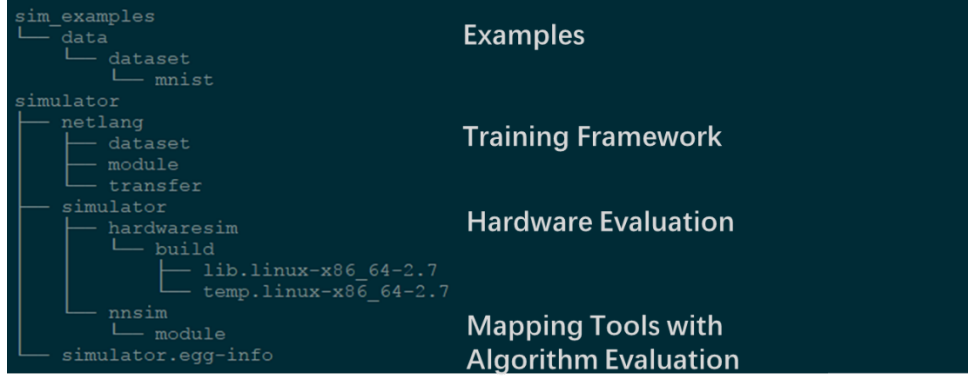 sim_examples
└── data
    └── dataset
        └── mnist
Examples
simulator
├── netlang
│   ├── dataset
│   ├── module
│   └── transfer
Training Framework
├── simulator
│   ├── hardwaresim
│   │   └── build
│   │       ├── lib.linux-x86_64-2.7
│   │       └── temp.linux-x86_64-2.7
Hardware Evaluation
│   └── nnsim
│       └── module
└── simulator.egg-info
Mapping Tools with
Algorithm Evaluation